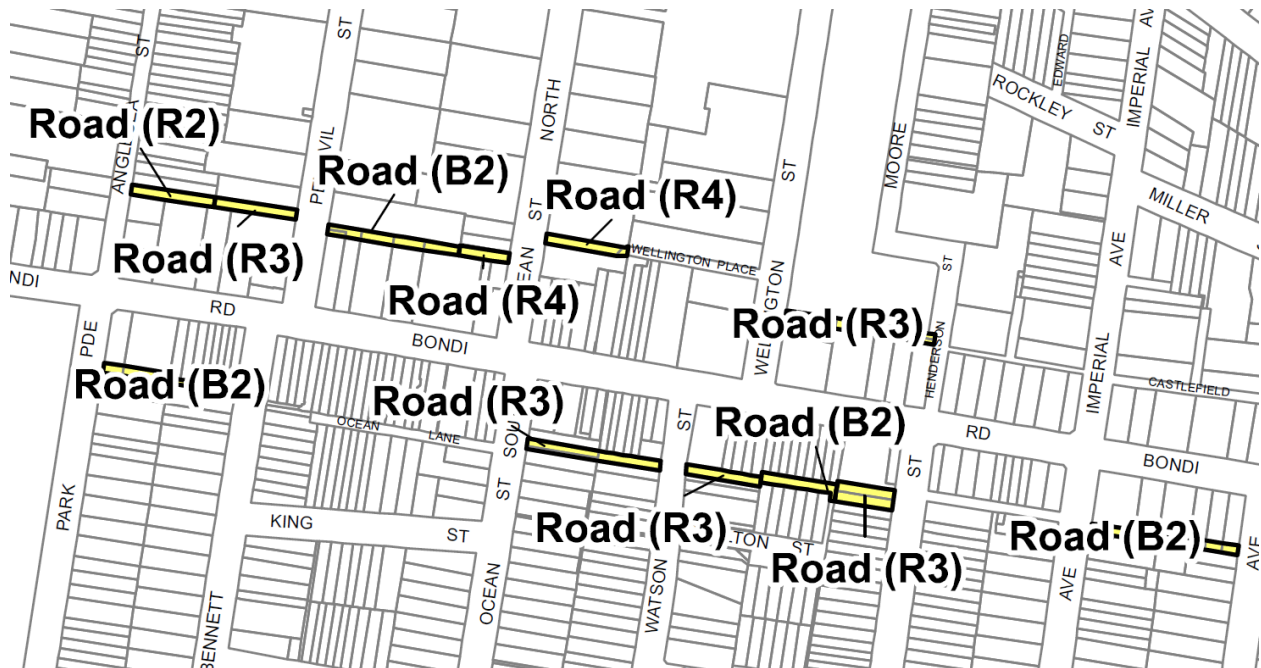 ST
ST
NORTH
EDWARD
IMPERIAL AVE
ROCKLEY ST
Road (R2)
MOORE
Road (B2)
ST
Road (R4)
ST
MILLER
Road (R3)
WELLINGTON PLACE
AVE
Road (R4)
WELLINGTON
ST
RD
BONDI
Road (R3)
HENDERSON
IMPERIAL
PDE
Road (B2)
Road (R3)
OCEAN LANE
ST
Road (B2)
CASTLEFIELD
RD
BONDI
ST
PARK
KING ST
ST
Road (R3)
ST
Road (B2)
Road (R3)
AVE
AVE
OCEAN
WATSON
BENNETT